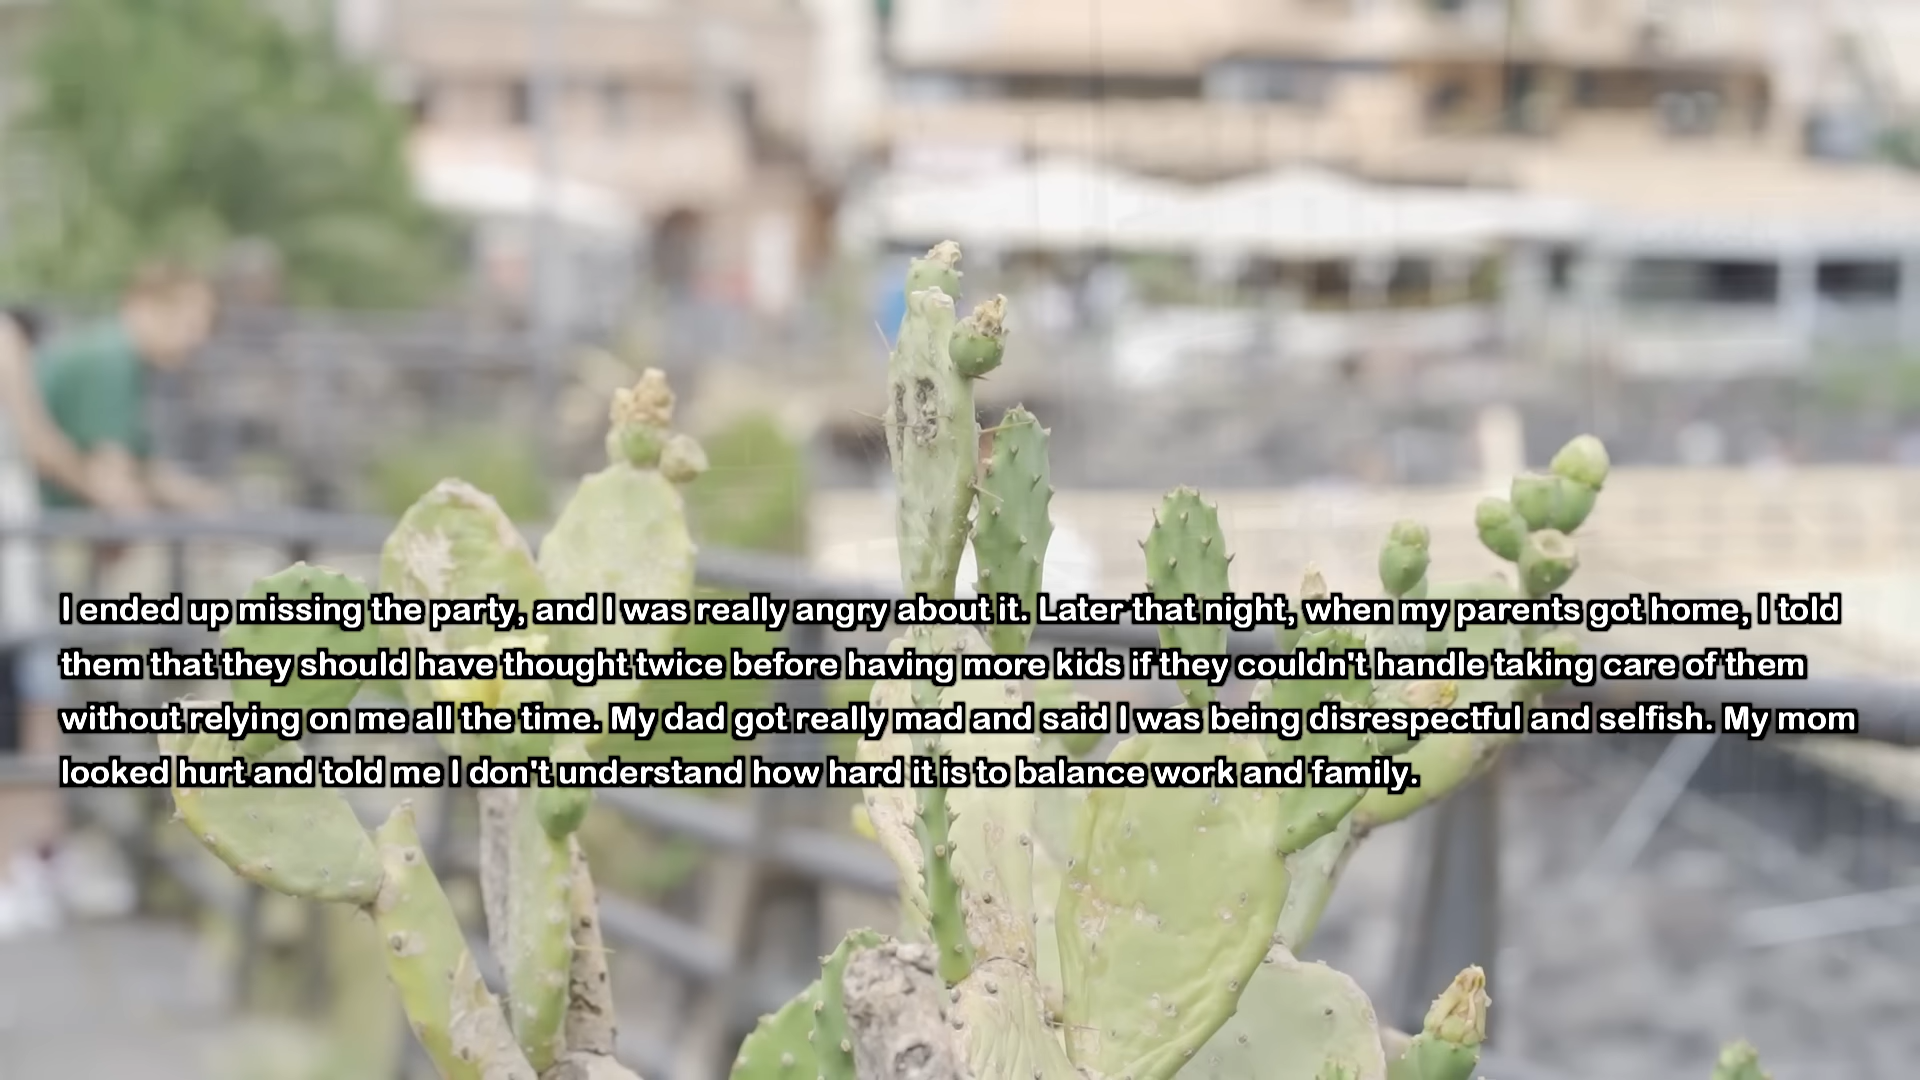 I ended up missing the party, and I was really angry about it. Later that night, when my parents got home, I told
them that they should have thought twice before having more kids if they couldn't handle taking care of them
without relying on me all the time. My dad got really mad and said I was being disrespectful and selfish. My mom
looked hurt and told me I don't understand how hard it is to balance work and family.